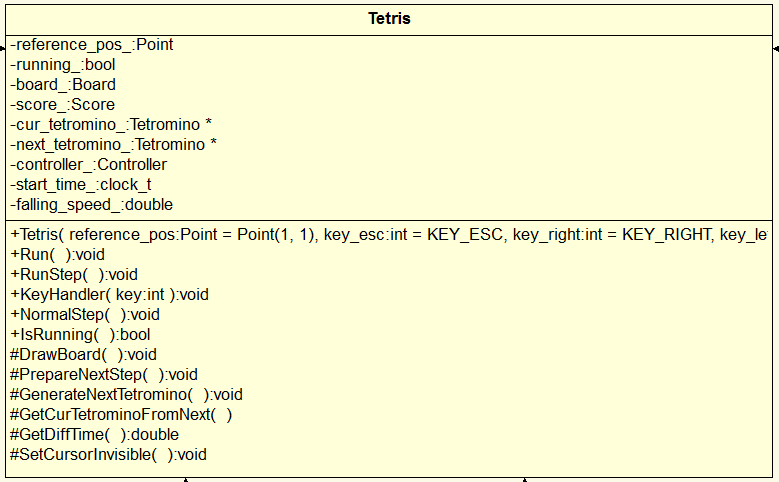 Tetris
-reference_pos_:Point
-running_:bool
-board_:Board
-score_:Score
-cur_tetromino_:Tetromino *
-next_tetromino_:Tetromino *
-controller_:Controller
-start_time_:clock_t
-falling_speed_:double
+Tetris( reference_pos:Point = Point(1, 1), key_esc:int = KEY_ESC, key_right:int = KEY_RIGHT, key_le
+Run( ):void
+RunStep( ):void
+KeyHandler( key:int ):void
+NormalStep( ):void
+IsRunning( ):bool
#DrawBoard( ):void
#PrepareNextStep( ):void
#GenerateNextTetromino( ):void
#GetCurTetrominoFromNext( )
#GetDiffTime( ):double
#SetCursorInvisible( ):void